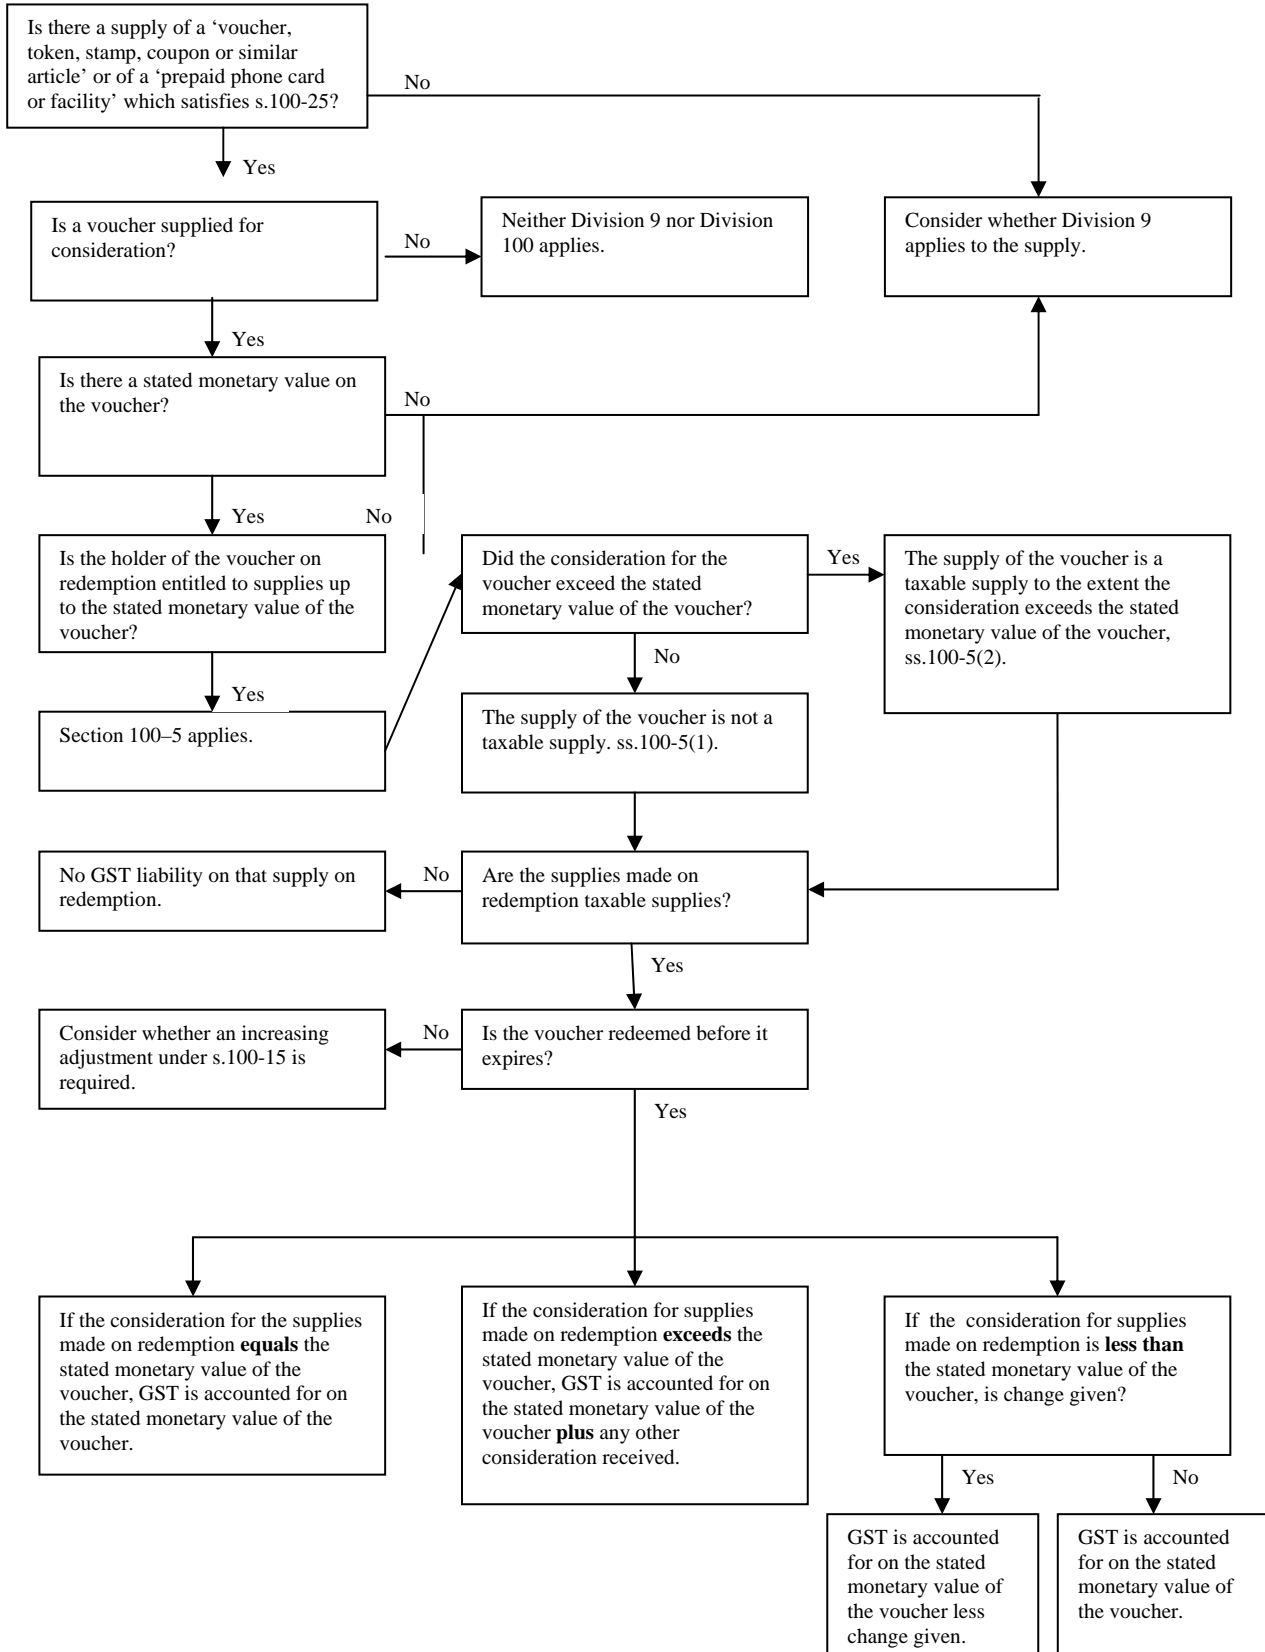 Is there a supply of a ‘voucher,
token, stamp, coupon or similar
article’ or of a ‘prepaid phone card
or facility’ which satisfies s.100-25?
No
Yes
Is a voucher supplied for
consideration?
No
Neither Division 9 nor Division
100 applies.
Consider whether Division 9
applies to the supply.
Yes
Is there a stated monetary value on
the voucher?
No
Yes
No
Is the holder of the voucher on
redemption entitled to supplies up
to the stated monetary value of the
voucher?
Did the consideration for the
voucher exceed the stated
monetary value of the voucher?
Yes
The supply of the voucher is a
taxable supply to the extent the
consideration exceeds the stated
monetary value of the voucher,
ss.100-5(2).
No
Yes
Section 100–5 applies.
The supply of the voucher is not a
taxable supply. ss.100-5(1).
No GST liability on that supply on
redemption.
No
Are the supplies made on
redemption taxable supplies?
Yes
Consider whether an increasing
adjustment under s.100-15 is
required.
No
Is the voucher redeemed before it
expires?
Yes
If the consideration for the supplies
made on redemption equals the
stated monetary value of the
voucher, GST is accounted for on
the stated monetary value of the
voucher.
If the consideration for supplies
made on redemption exceeds the
stated monetary value of the
voucher, GST is accounted for on
the stated monetary value of the
voucher plus any other
consideration received.
If the  consideration for supplies
made on redemption is less than
the stated monetary value of the
voucher, is change given?
Yes
No
GST is accounted
for on the stated
monetary value of
the voucher less
change given.
GST is accounted
for on the stated
monetary value of
the voucher.